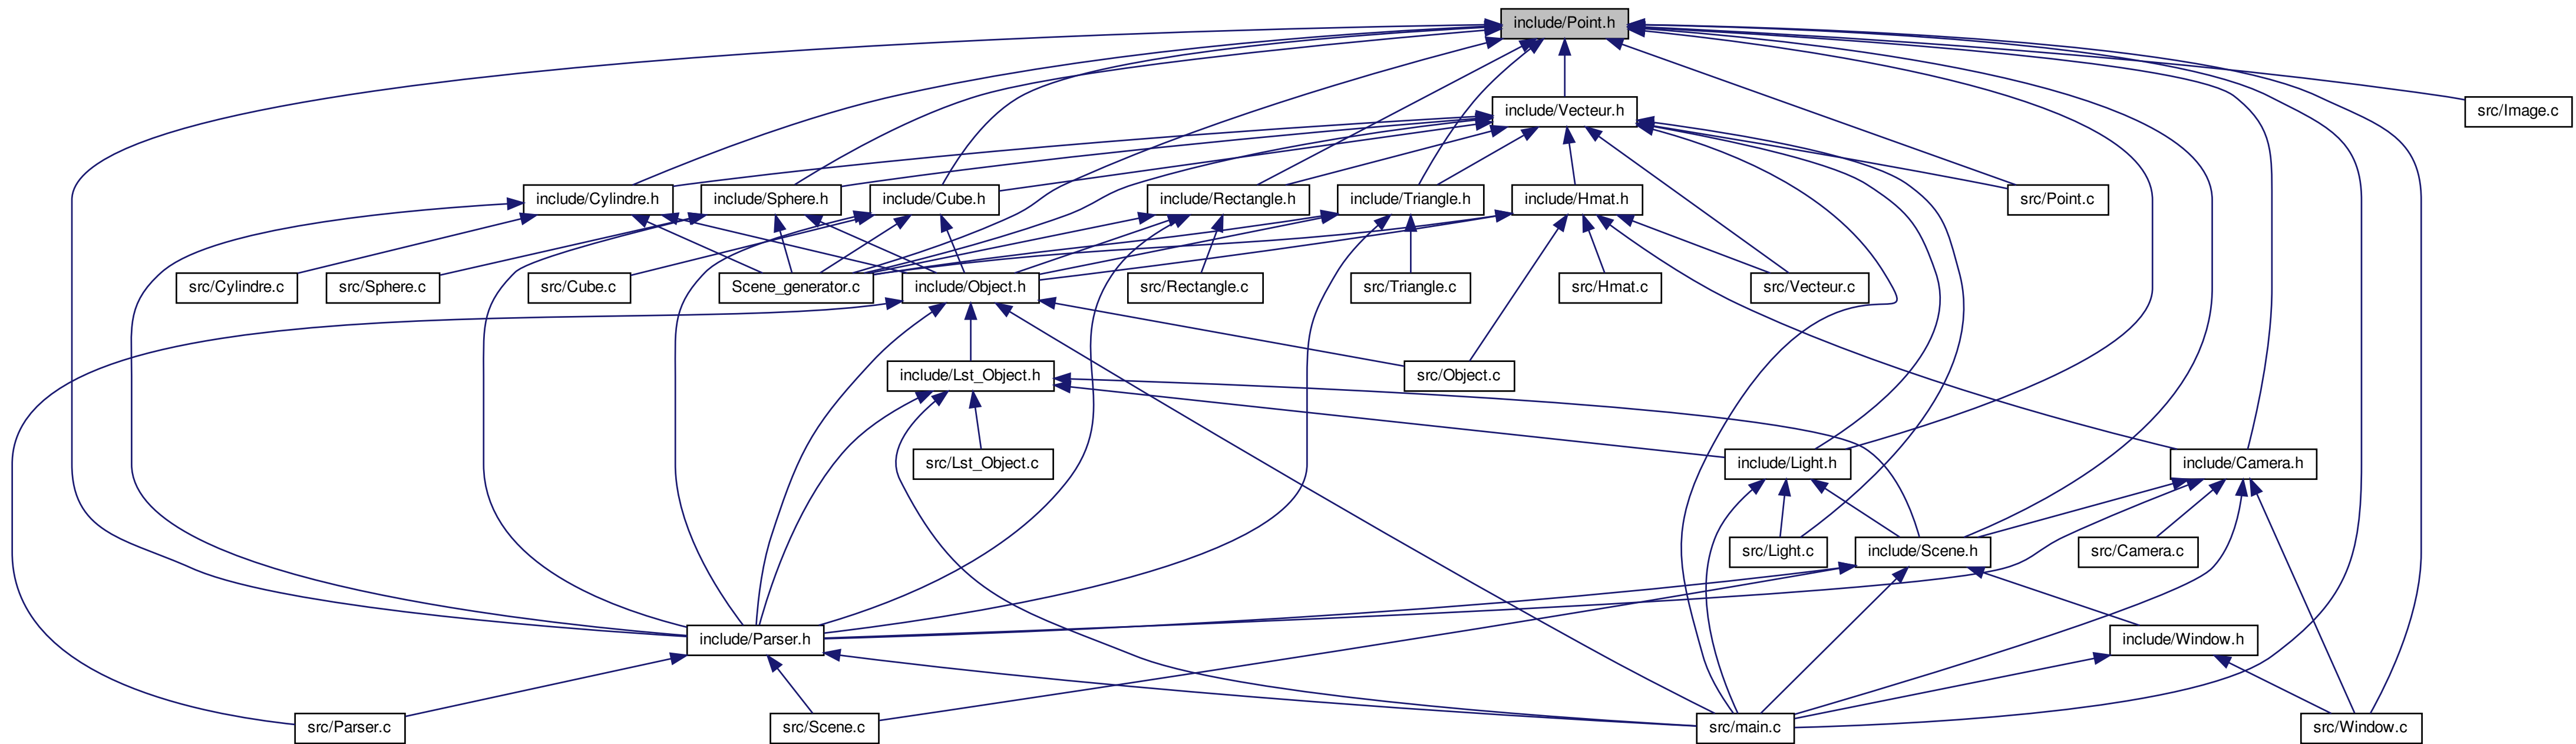 include/Point.h
include/Vecteur.h
src/Image.c
include/Cylindre.h
include/Sphere.h
include/Cube.h
include/Rectangle.h
include/Triangle.h
include/Hmat.h
src/Point.c
src/Cylindre.c
src/Sphere.c
src/Cube.c
Scene_generator.c
include/Object.h
src/Rectangle.c
src/Triangle.c
src/Hmat.c
src/Vecteur.c
include/Lst_Object.h
src/Object.c
src/Lst_Object.c
include/Light.h
include/Camera.h
src/Light.c
include/Scene.h
src/Camera.c
include/Parser.h
include/Window.h
src/Parser.c
src/Scene.c
src/main.c
src/Window.c